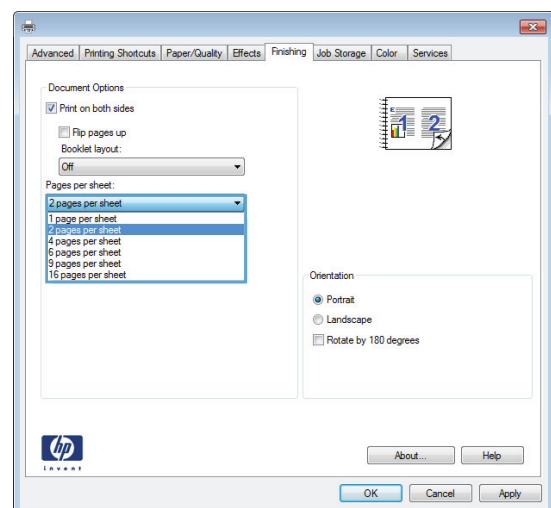 Advanced Printing Shortcuts Paper/Quality Effects Finishing Job Storage Color Services
Document Options
Print on both sides
Flip pages up
Booklet layout:
Off
Pages per sheet:
2 pages per sheet
1 page per sheet
2 pages per sheet
4 pages per sheet
6 pages per sheet
9 pages per sheet
16 pages per sheet
1 2
Orientation
Portrait
Landscape
Rotate by 180 degrees
hp
invent
About... Help
OK Cancel Apply